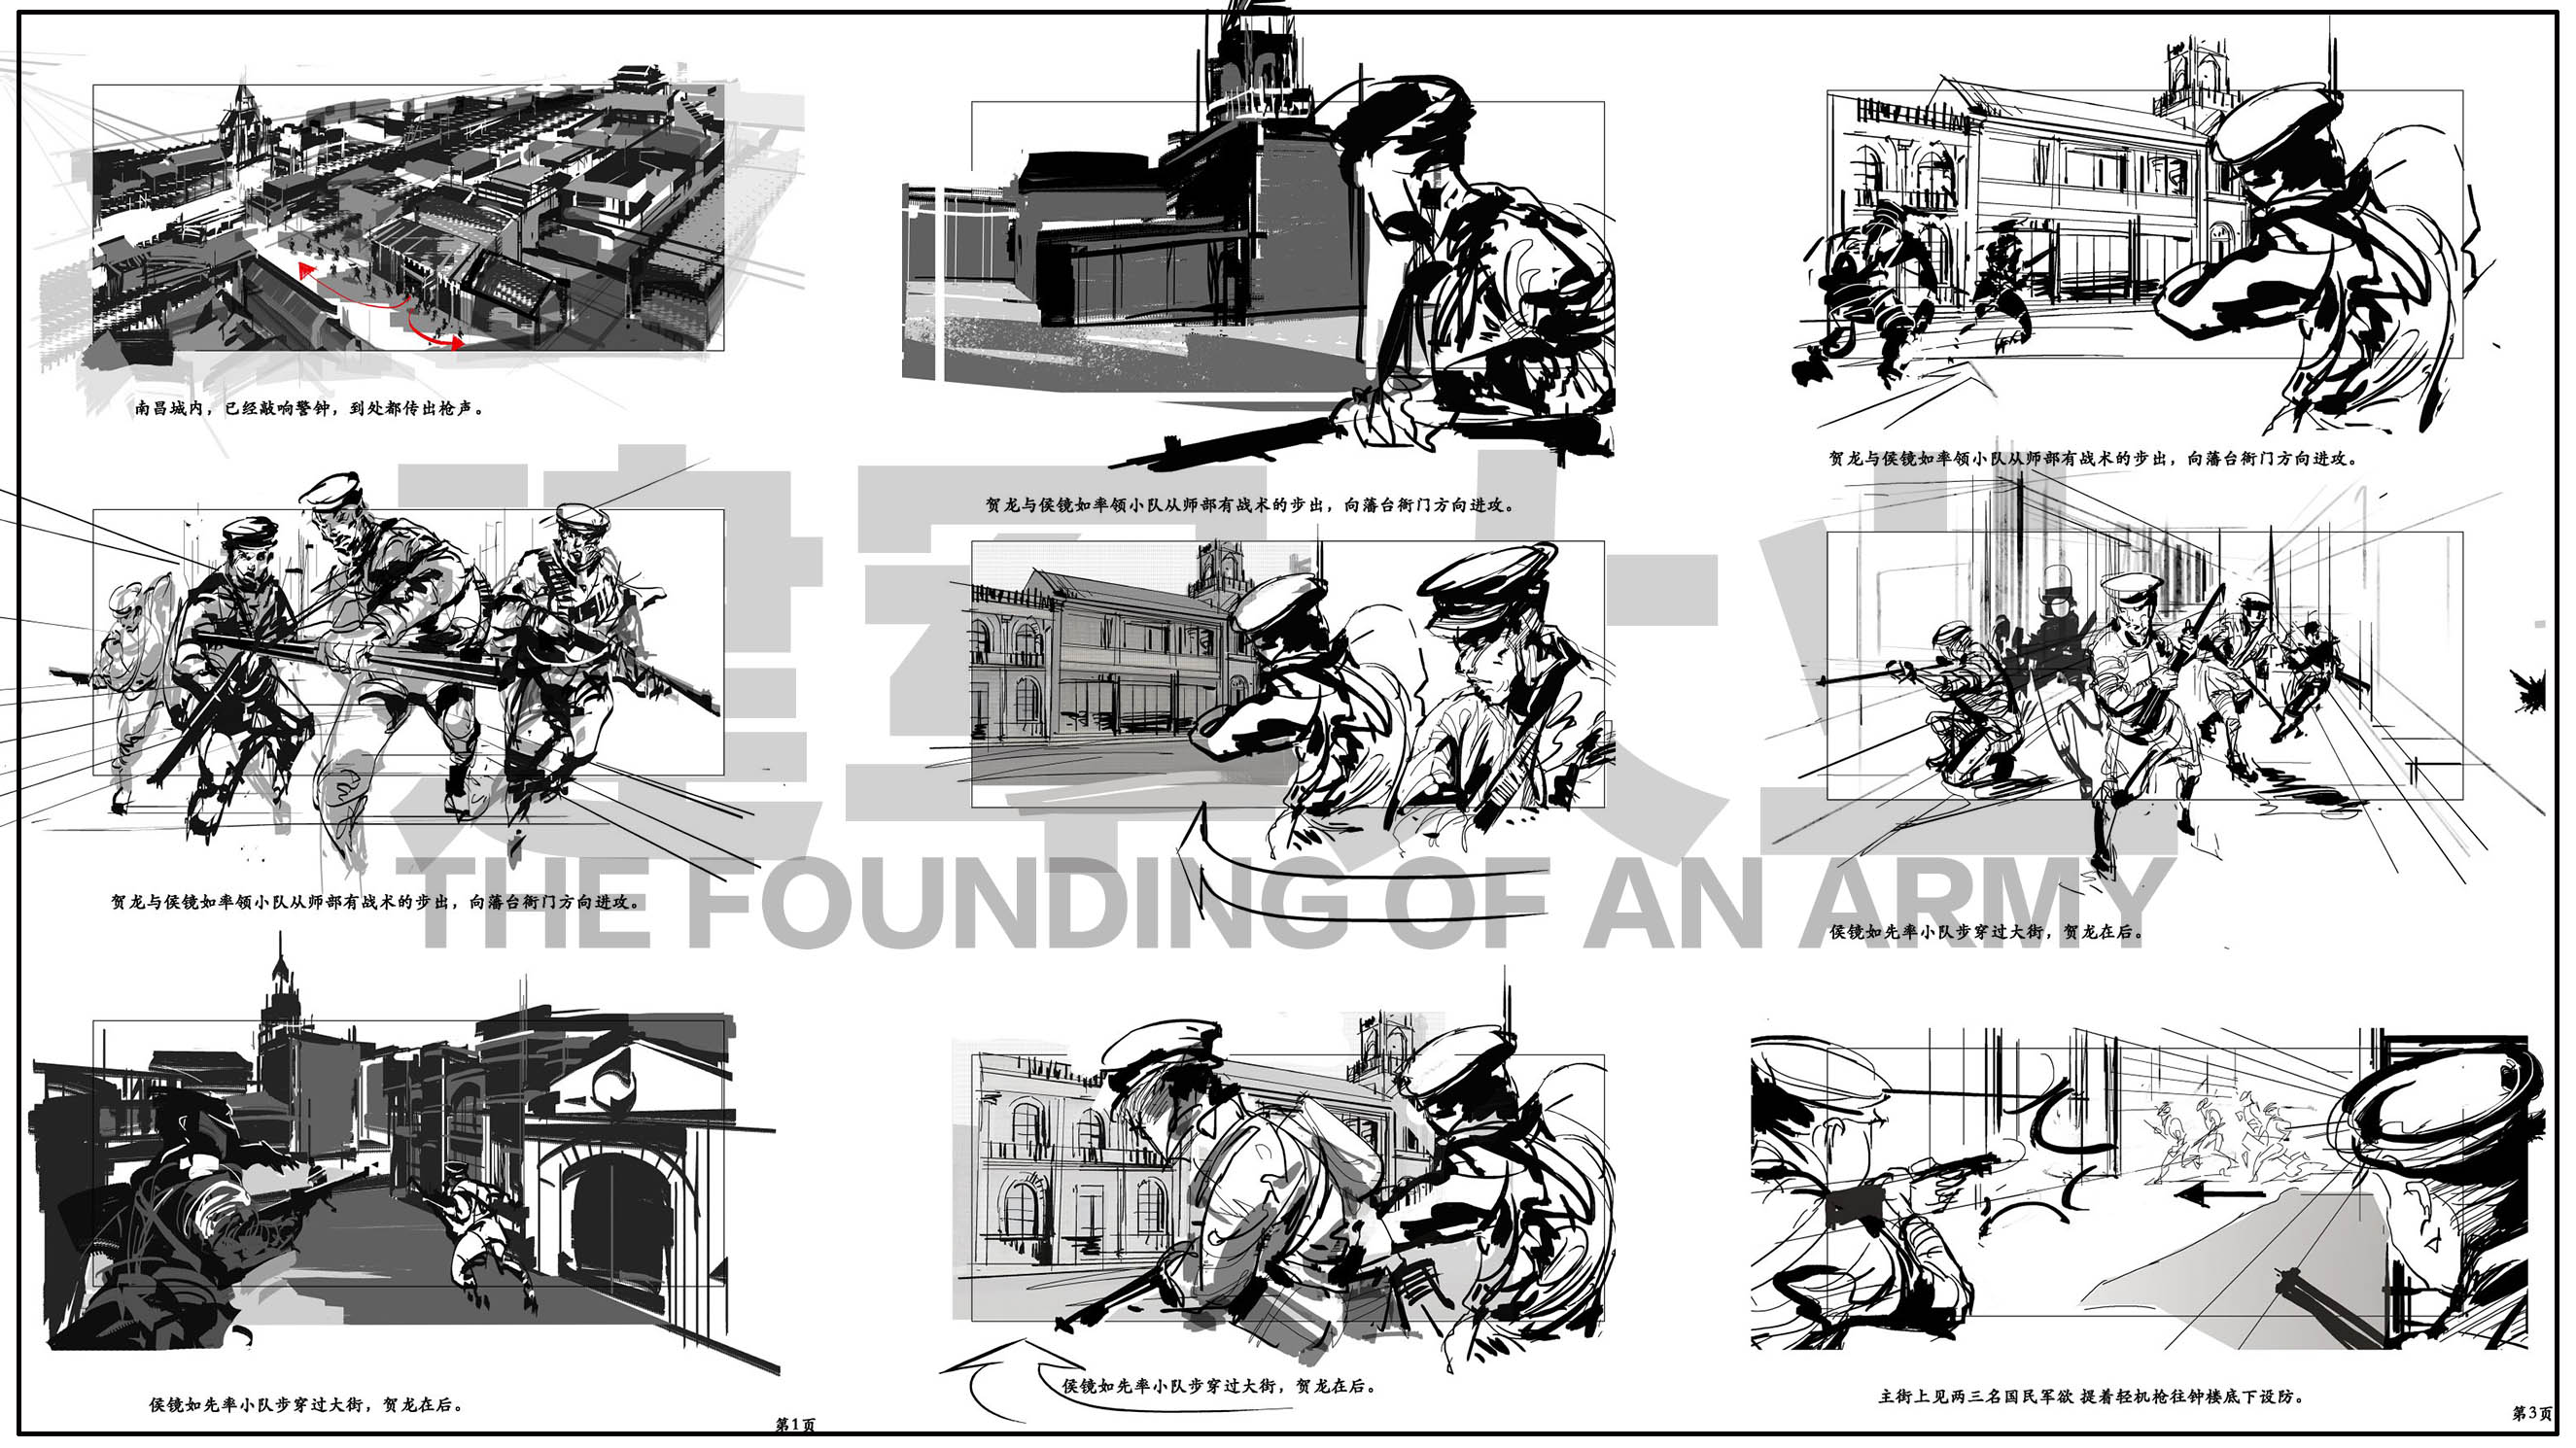 南昌城内，已经敲响警钟，到处都传出枪声。
贺龙与侯镜如率领小队从师部有战术的步出，向藩台衙门方向进攻。
贺龙与侯镜如率领小队从师部有战术的步出，向藩台衙门方向进攻。
建军大业
THE FOUNDING OF AN ARMY
贺龙与侯镜如率领小队从师部有战术的步出，向藩台衙门方向进攻。
侯镜如先率小队步穿过大街，贺龙在后。
侯镜如先率小队步穿过大街，贺龙在后。
侯镜如先率小队步穿过大街，贺龙在后。
主街上见两三名国民军欲 提着轻机枪往钟楼底下设防。
第1页
第3页